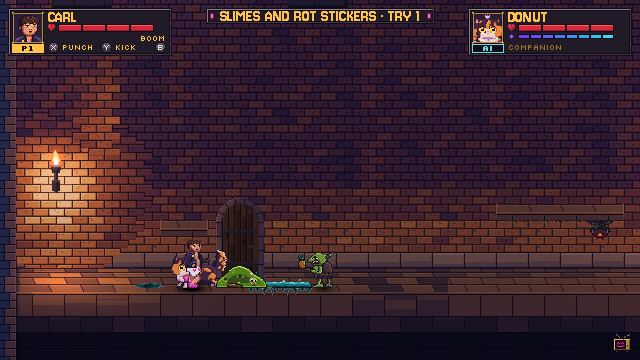 CARL
BOOM
P1
X PUNCH Y KICK B
SLIMES AND ROT STICKERS · TRY 1
DONUT
AI
COMPANION